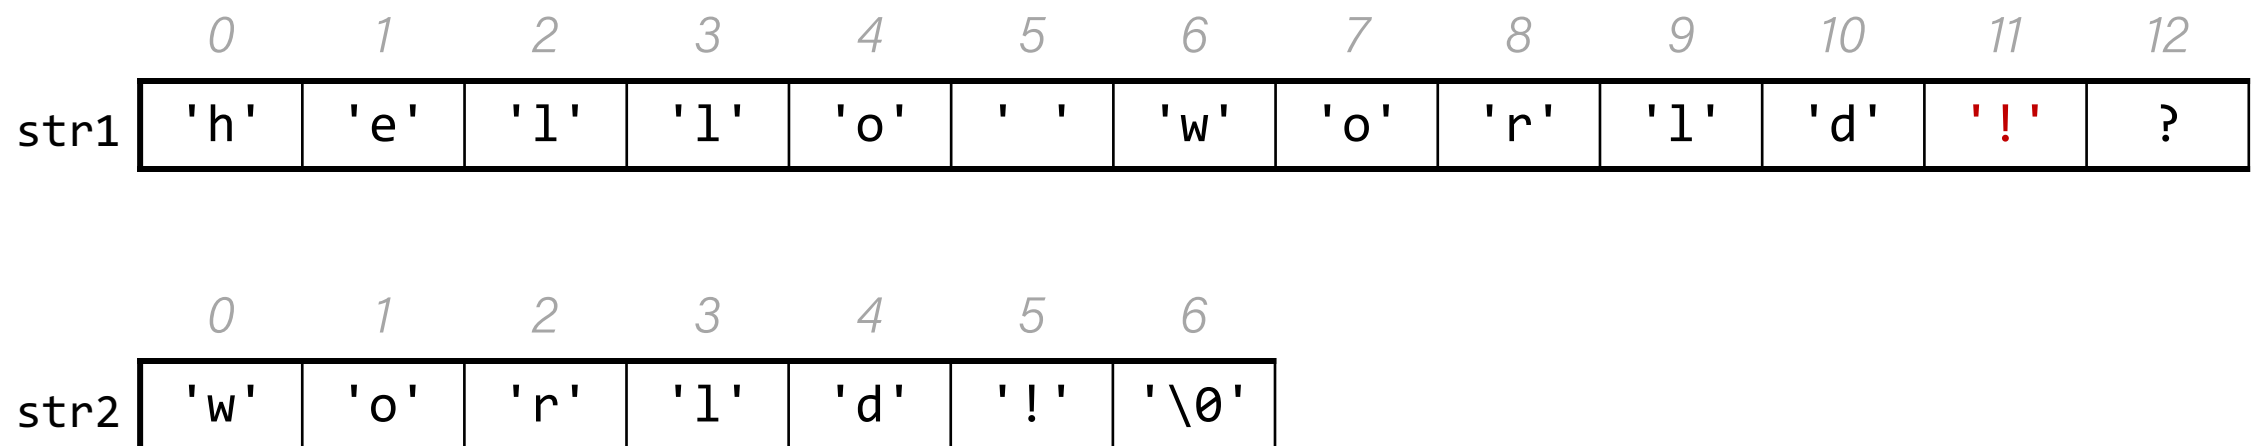 0 1 2 3 4 5 6 7 8 9 10 11 12
str1 'h' 'e' 'l' 'l' 'o' ' ' 'w' 'o' 'r' 'l' 'd' '!' ?
0 1 2 3 4 5 6
str2 'w' 'o' 'r' 'l' 'd' '!' '\0'